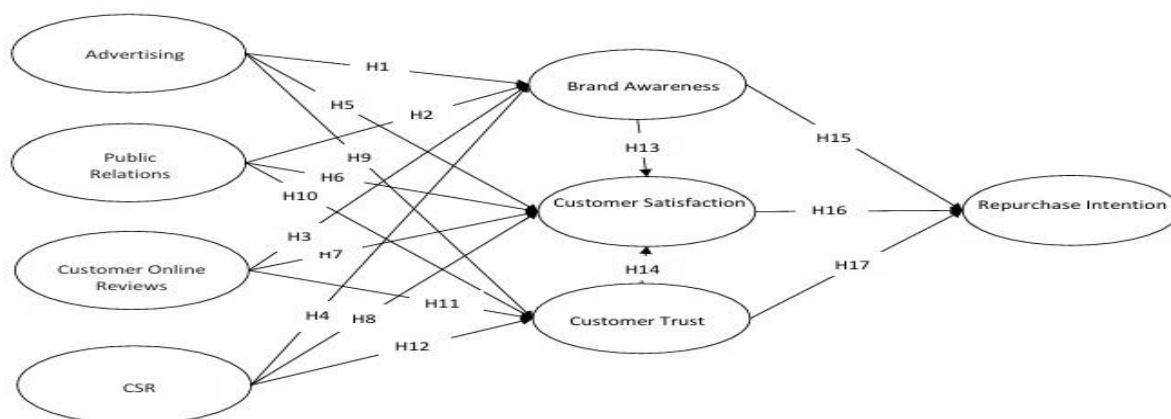 Advertising
H1
Brand Awareness
H5
H2
H15
Public
Relations
H9
H13
H6
H10
Customer Satisfaction
H16
Repurchase Intention
H3
H7
Customer Online
Reviews
H14
H17
H11
H4
H8
Customer Trust
H12
CSR